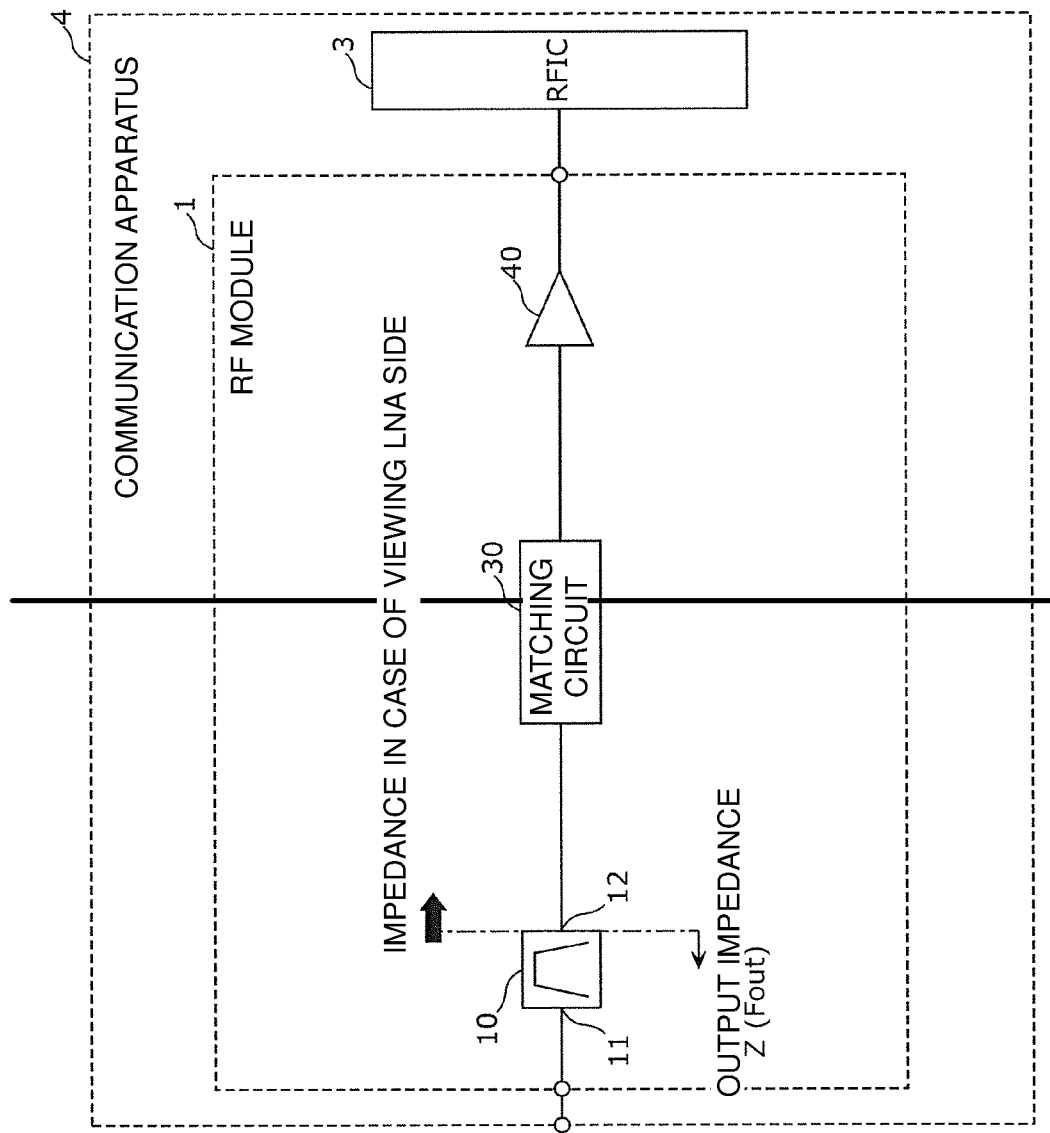 4
COMMUNICATION APPARATUS
1
RF MODULE
3
RFIC
40
IMPEDANCE IN CASE OF VIEWING LNA SIDE
30
MATCHING
CIRCUIT
10
11
12
OUTPUT IMPEDANCE
Z (Fout)